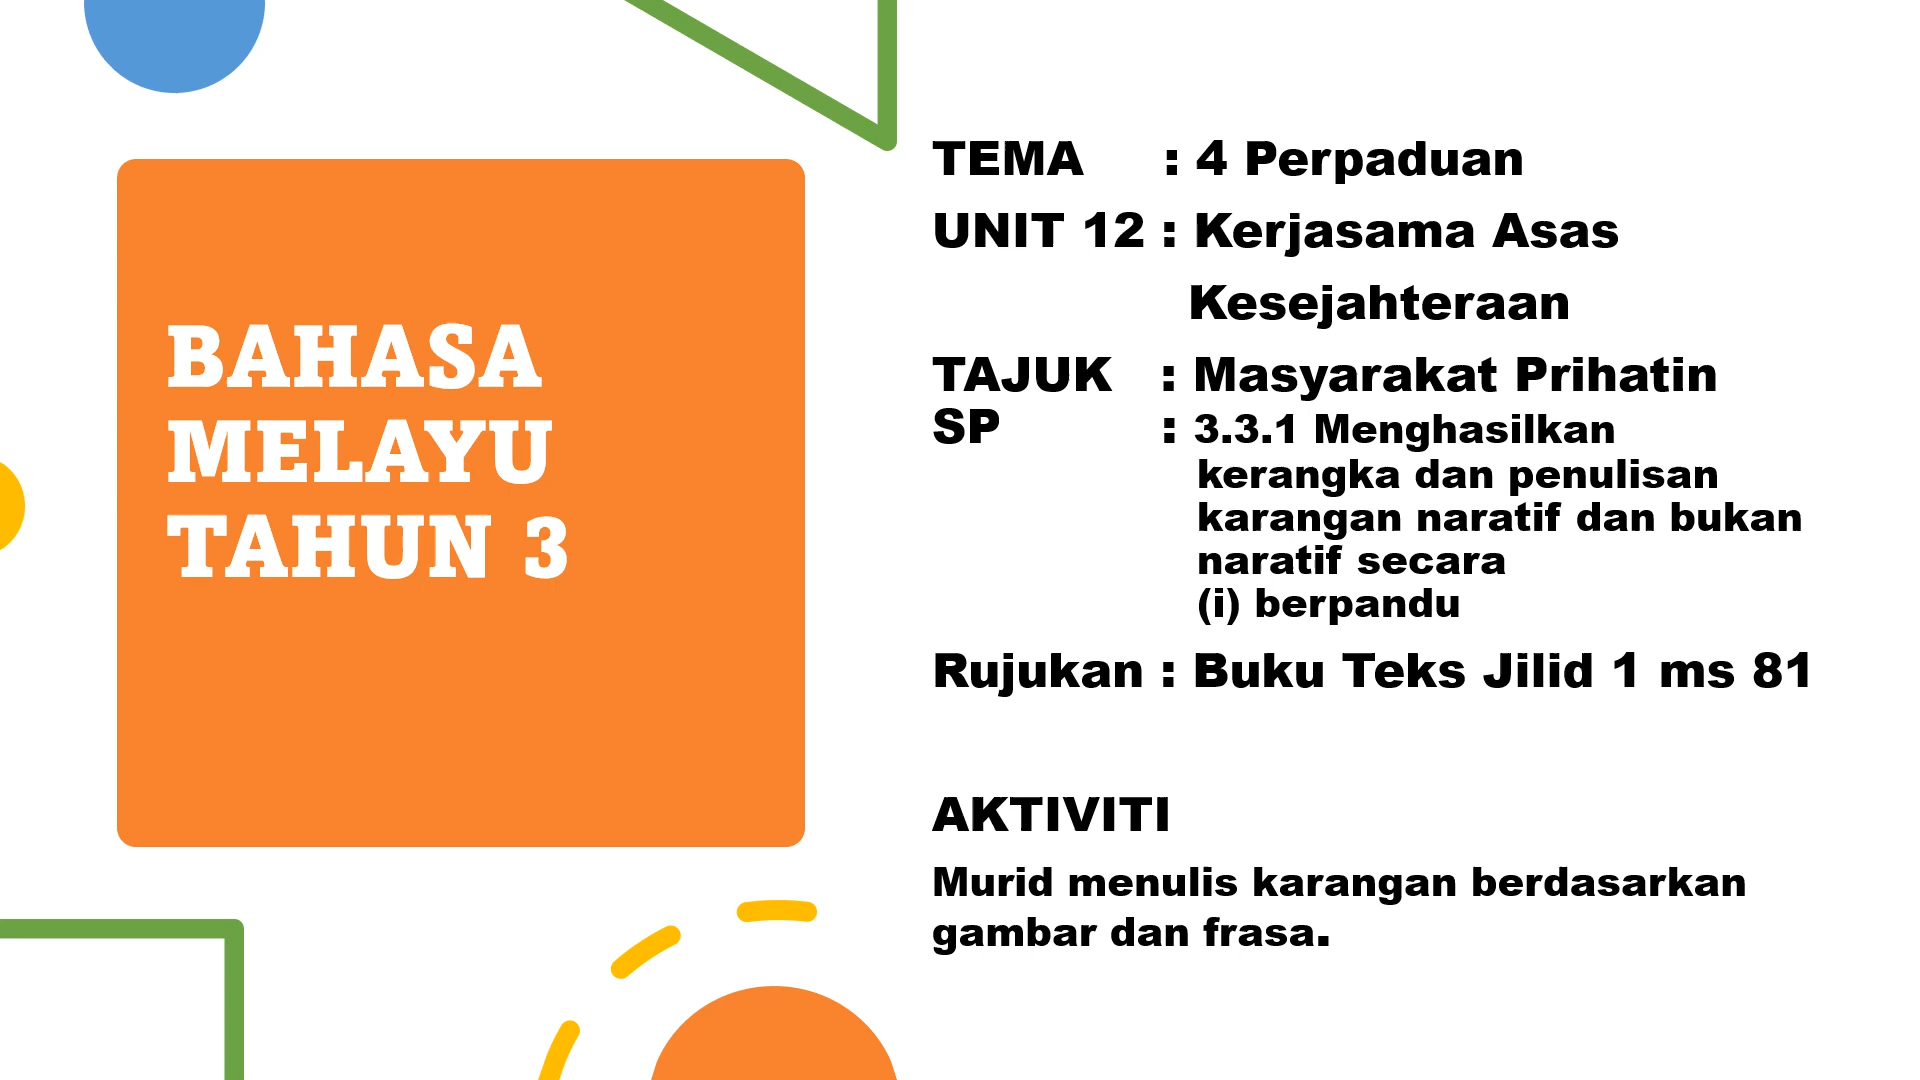 BAHASA
MELAYU
TAHUN 3
TEMA : 4 Perpaduan
UNIT 12 : Kerjasama Asas
Kesejahteraan
TAJUK : Masyarakat Prihatin
SP : 3.3.1 Menghasilkan
kerangka dan penulisan
karangan naratif dan bukan
naratif secara
(i) berpandu
Rujukan : Buku Teks Jilid 1 ms 81
AKTIVITI
Murid menulis karangan berdasarkan
gambar dan frasa.